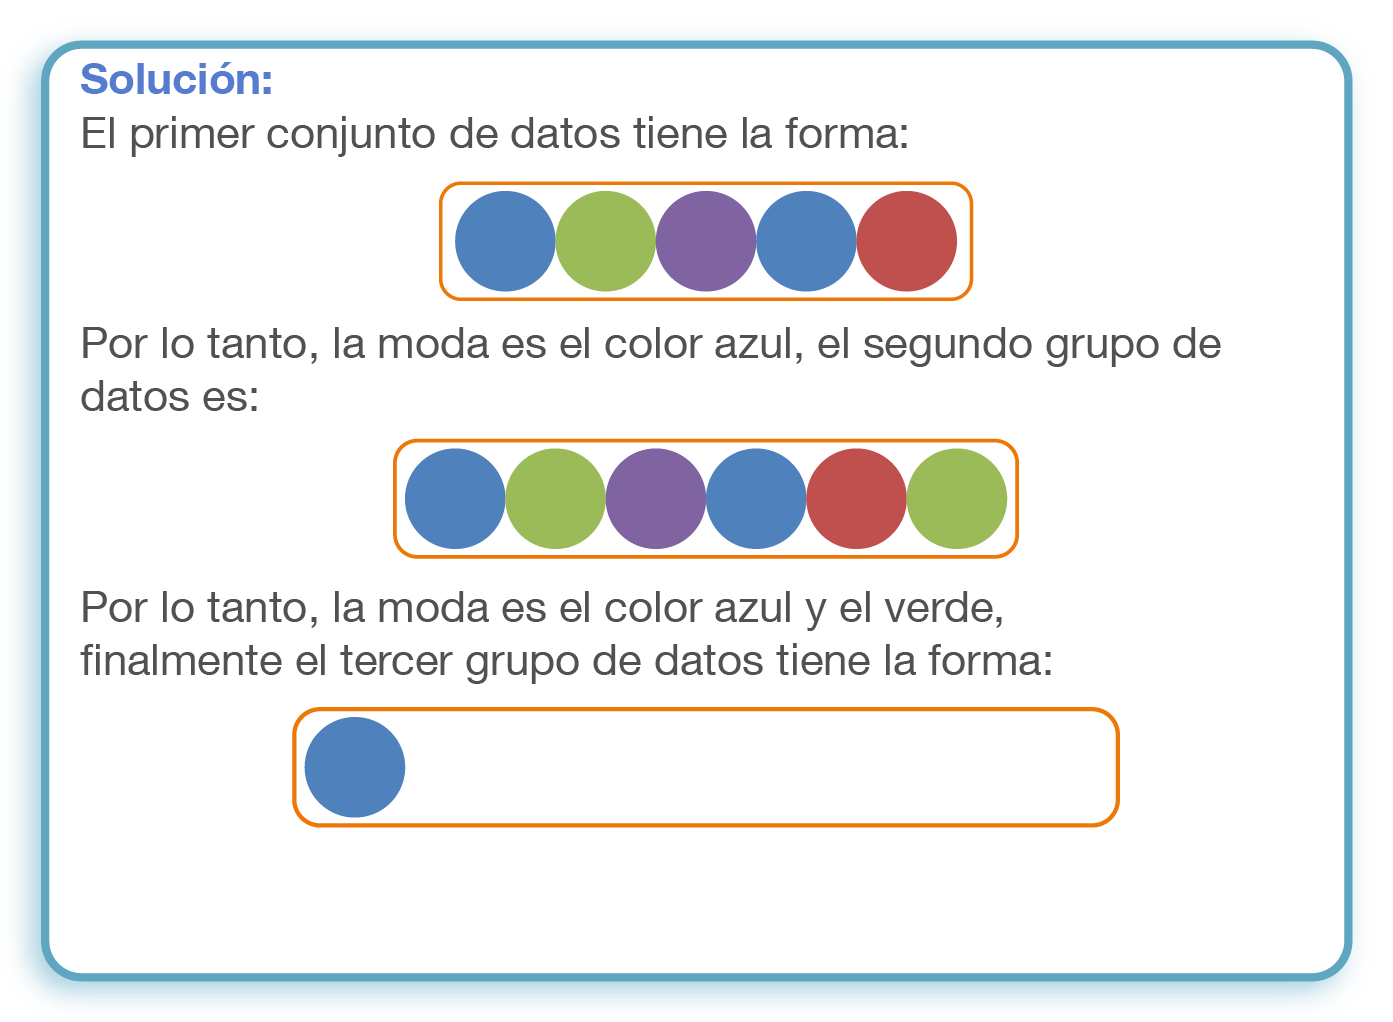 Solución:
El primer conjunto de datos tiene la forma:
Por lo tanto, la moda es el color azul, el segundo grupo de
datos es:
Por lo tanto, la moda es el color azul y el verde,
finalmente el tercer grupo de datos tiene la forma: